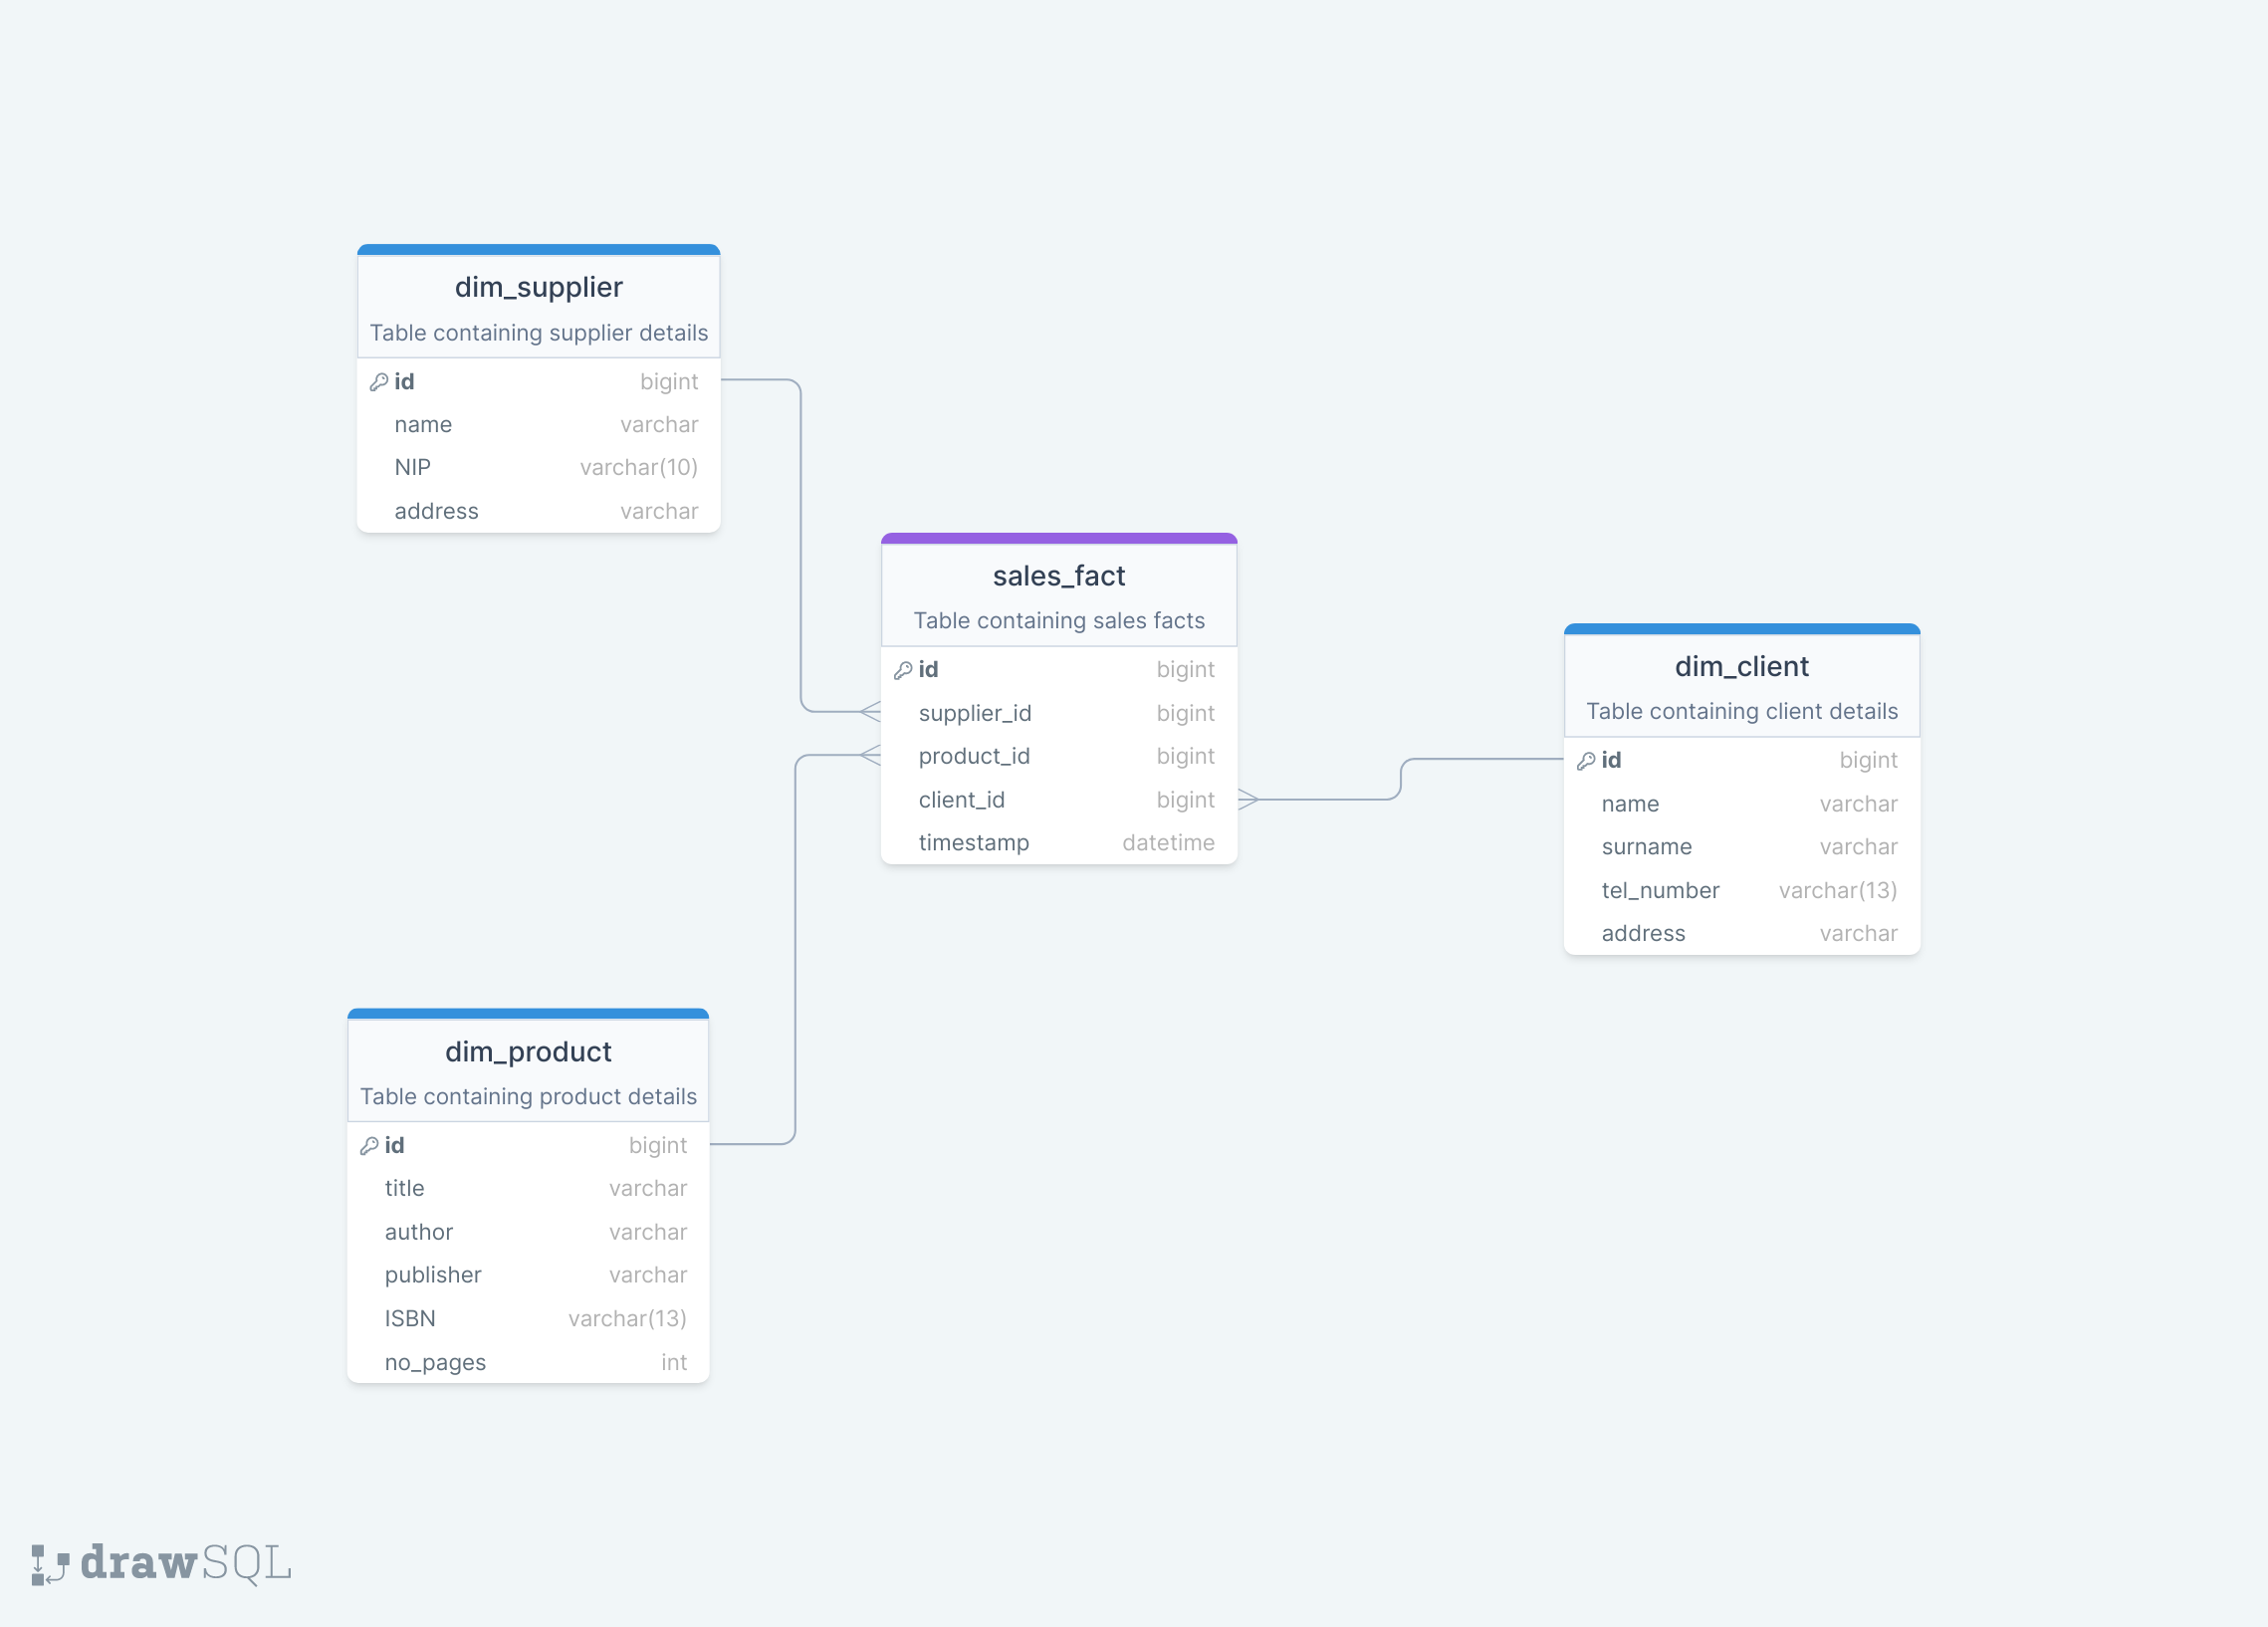 dim_supplier
Table containing supplier details
id bigint
name varchar
NIP varchar(10)
address varchar
sales_fact
Table containing sales facts
id bigint
supplier_id bigint
product_id bigint
client_id bigint
timestamp datetime
dim_client
Table containing client details
id bigint
name varchar
surname varchar
tel_number varchar(13)
address varchar
dim_product
Table containing product details
id bigint
title varchar
author varchar
publisher varchar
ISBN varchar(13)
no_pages int
drawSQL